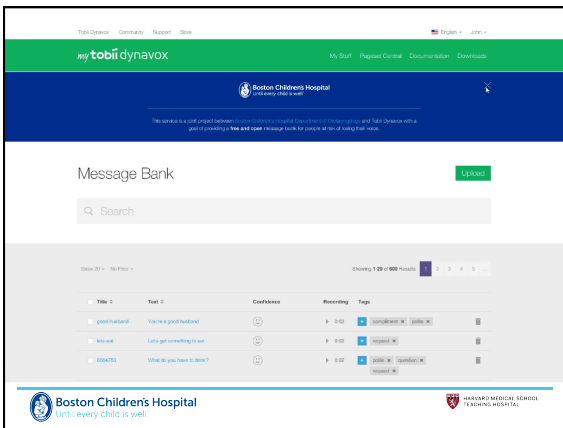 Tobii Dynavox Community Support Store English John
my tobii dynavox My Stuff Pageset Central Documentation Downloads
Boston Children's Hospital
Until every child is well
This service is a joint project between Boston Children's Hospital Department of Otolaryngology and Tobii Dynavox with a
goal of providing a free and open message bank for people at risk of losing their voice.
Message Bank Upload
Search
Show 20 No Filter Showing 1-20 of 600 Results 1 2 3 4 5 ...
Title Text Confidence Recording Tags
good husband You're a good husband 0:02 + compliment x polite x
lets-eat Let's get something to eat 0:02 + request x
What do you have to drink? 0:02 + polite x question x
request x
Boston Children's Hospital
Until every child is well
HARVARD MEDICAL SCHOOL
TEACHING HOSPITAL